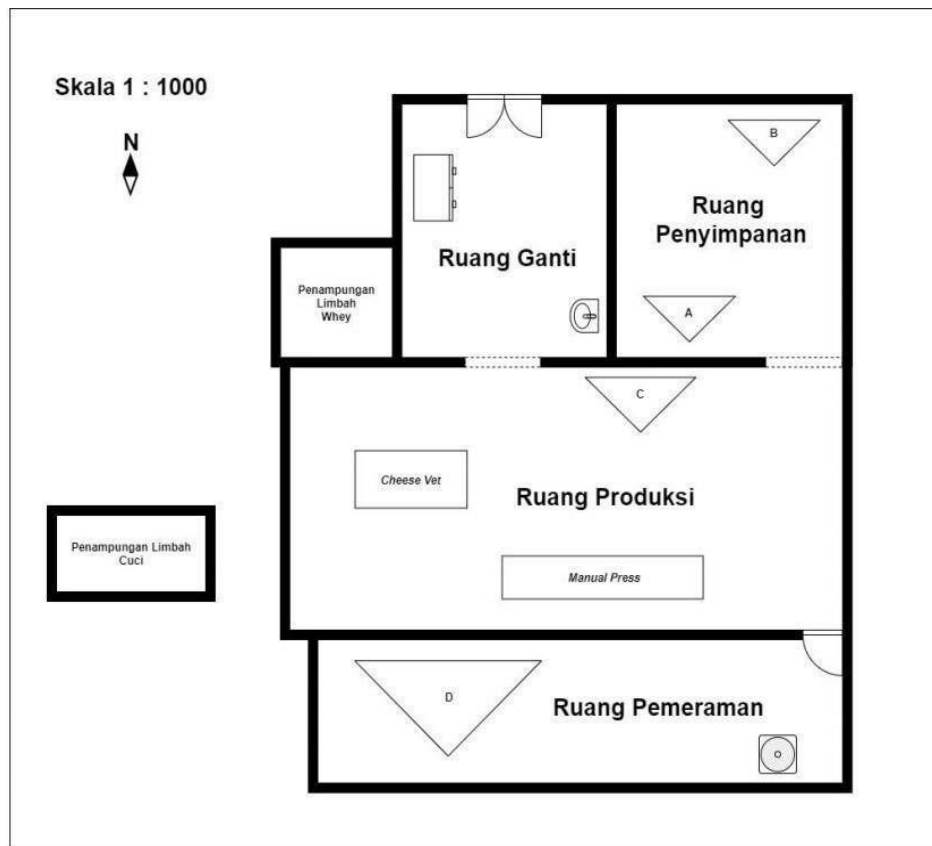 Skala 1 : 1000
N
B
Ruang
Penyimpanan
Ruang Ganti
Penampungan
Limbah
Whey
A
C
Cheese Vet
Ruang Produksi
Penampungan Limbah
Cuci
Manual Press
D
Ruang Pemeraman